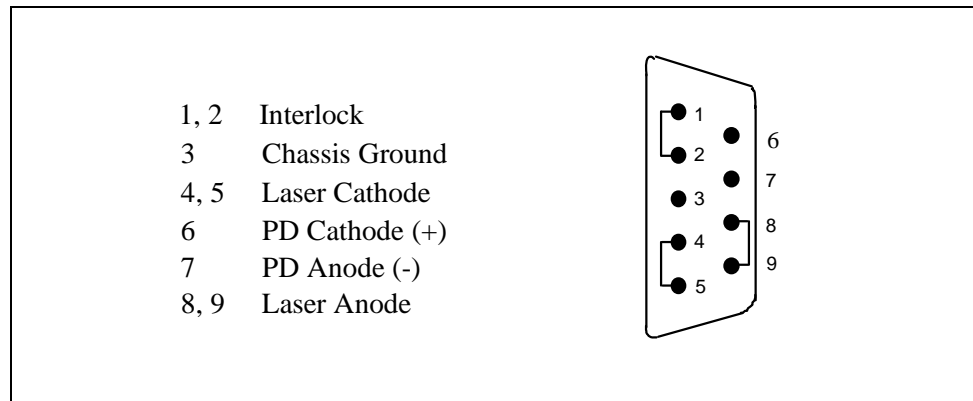 1, 2 Interlock
3 Chassis Ground
4, 5 Laser Cathode
6 PD Cathode (+)
7 PD Anode (-)
8, 9 Laser Anode
1
6
2
7
3
8
4
9
5